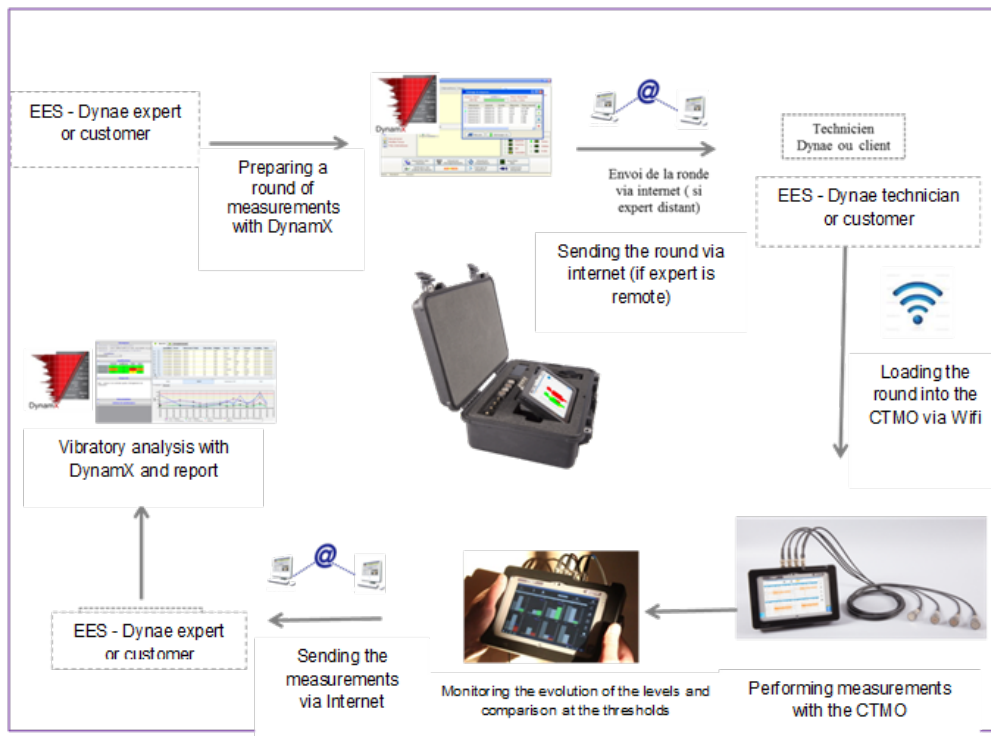 EES - Dynae expert
or customer
Preparing a
round of
measurements
with DynamX
DynamX
@
Envoi de la ronde
via internet ( si
expert distant)
Sending the round via
internet (if expert is
remote)
Technicien
Dynae ou client
EES - Dynae technician
or customer
Loading the
round into the
CTMO via Wifi
Performing measurements
with the CTMO
Monitoring the evolution of the levels and
comparison at the thresholds
@
Sending the
measurements
via Internet
EES - Dynae expert
or customer
DynamX
Vibratory analysis with
DynamX and report